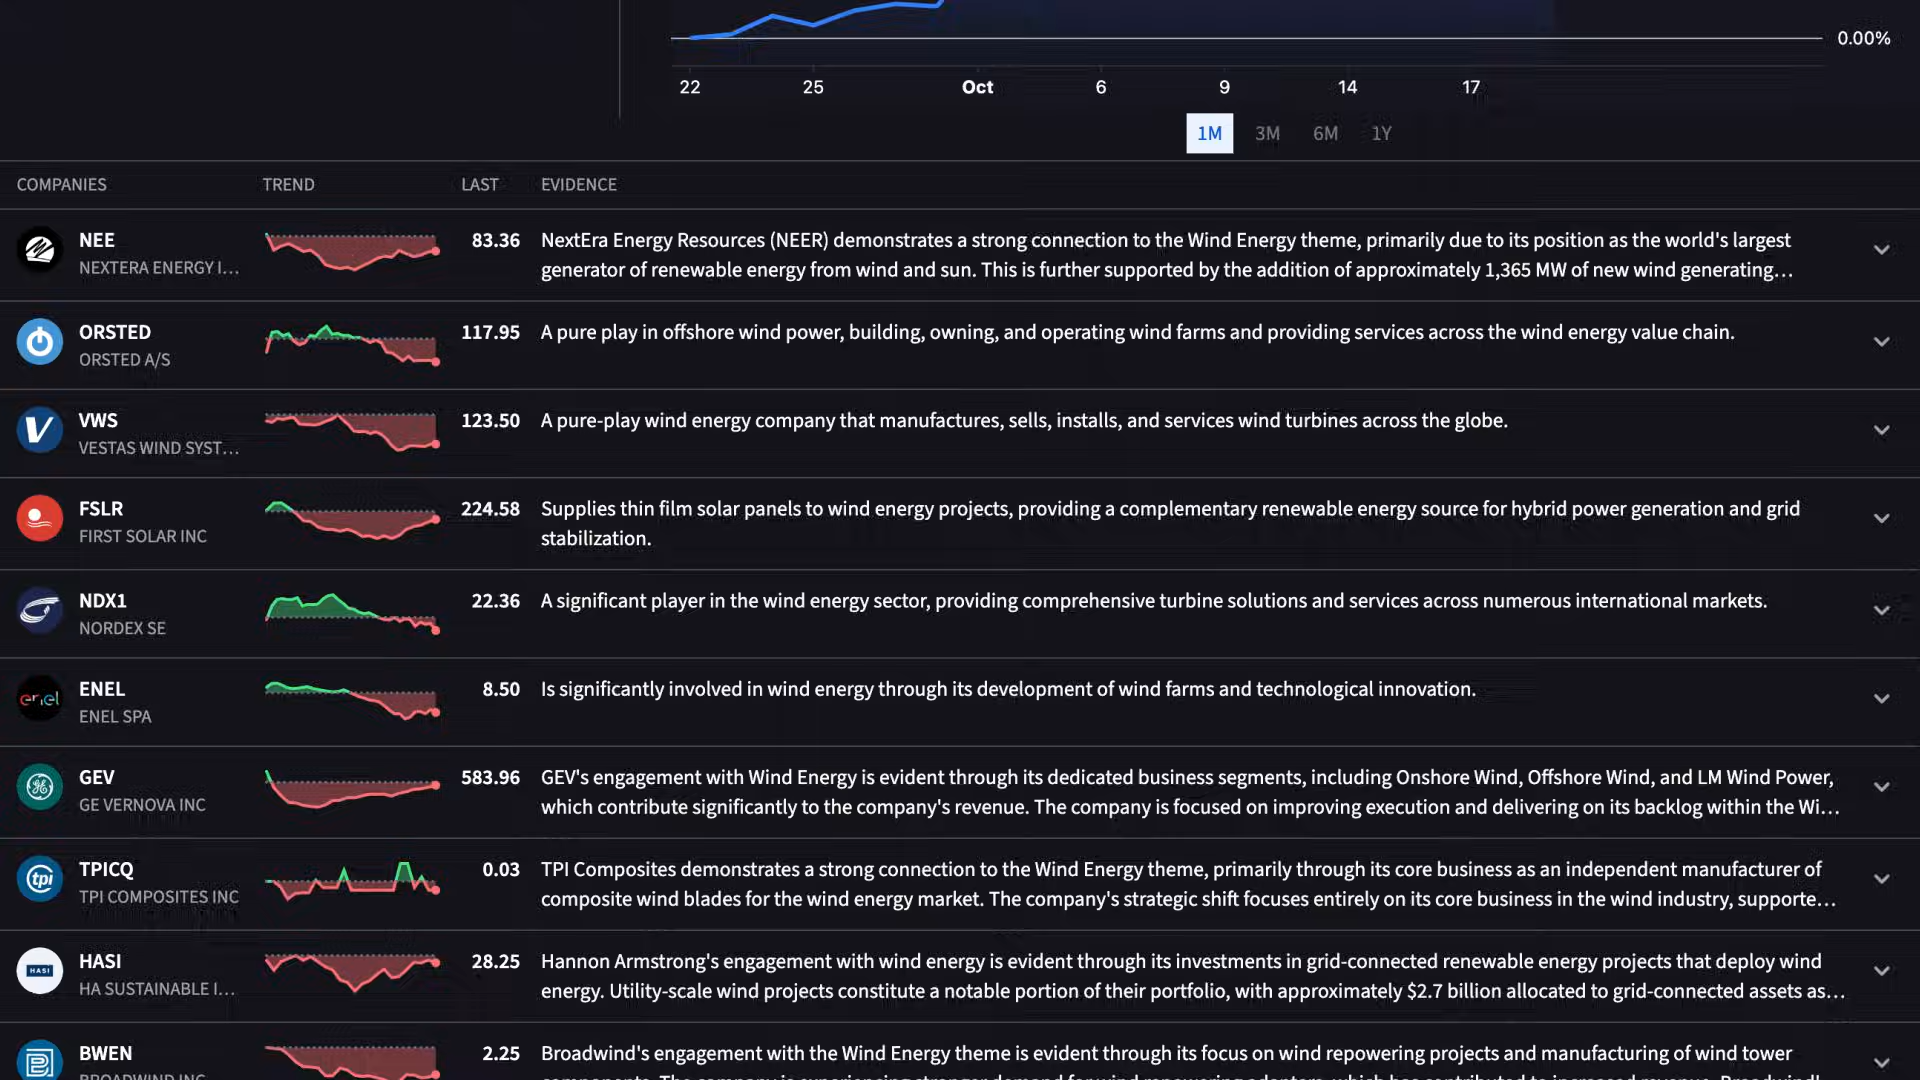 0.00%
22 25 Oct 6 9 14 17
1M 3M 6M 1Y
COMPANIES TREND LAST EVIDENCE
NEE 83.36 NextEra Energy Resources (NEER) demonstrates a strong connection to the Wind Energy theme, primarily due to its position as the world's largest
NEXTERA ENERGY I... generator of renewable energy from wind and sun. This is further supported by the addition of approximately 1,365 MW of new wind generating...
ORSTED 117.95 A pure play in offshore wind power, building, owning, and operating wind farms and providing services across the wind energy value chain.
ORSTED A/S
V VWS 123.50 A pure-play wind energy company that manufactures, sells, installs, and services wind turbines across the globe.
VESTAS WIND SYST...
FSLR 224.58 Supplies thin film solar panels to wind energy projects, providing a complementary renewable energy source for hybrid power generation and grid
FIRST SOLAR INC stabilization.
NDX1 22.36 A significant player in the wind energy sector, providing comprehensive turbine solutions and services across numerous international markets.
NORDEX SE
enel ENEL 8.50 Is significantly involved in wind energy through its development of wind farms and technological innovation.
ENEL SPA
GE GEV 583.96 GEV's engagement with Wind Energy is evident through its dedicated business segments, including Onshore Wind, Offshore Wind, and LM Wind Power,
GE VERNOVA INC which contribute significantly to the company's revenue. The company is focused on improving execution and delivering on its backlog within the Wi...
tpi TPICQ 0.03 TPI Composites demonstrates a strong connection to the Wind Energy theme, primarily through its core business as an independent manufacturer of
TPI COMPOSITES INC composite wind blades for the wind energy market. The company's strategic shift focuses entirely on its core business in the wind industry, supporte...
HASI HASI 28.25 Hannon Armstrong's engagement with wind energy is evident through its investments in grid-connected renewable energy projects that deploy wind
HA SUSTAINABLE I... energy. Utility-scale wind projects constitute a notable portion of their portfolio, with approximately $2.7 billion allocated to grid-connected assets as...
BWEN 2.25 Broadwind's engagement with the Wind Energy theme is evident through its focus on wind repowering projects and manufacturing of wind tower